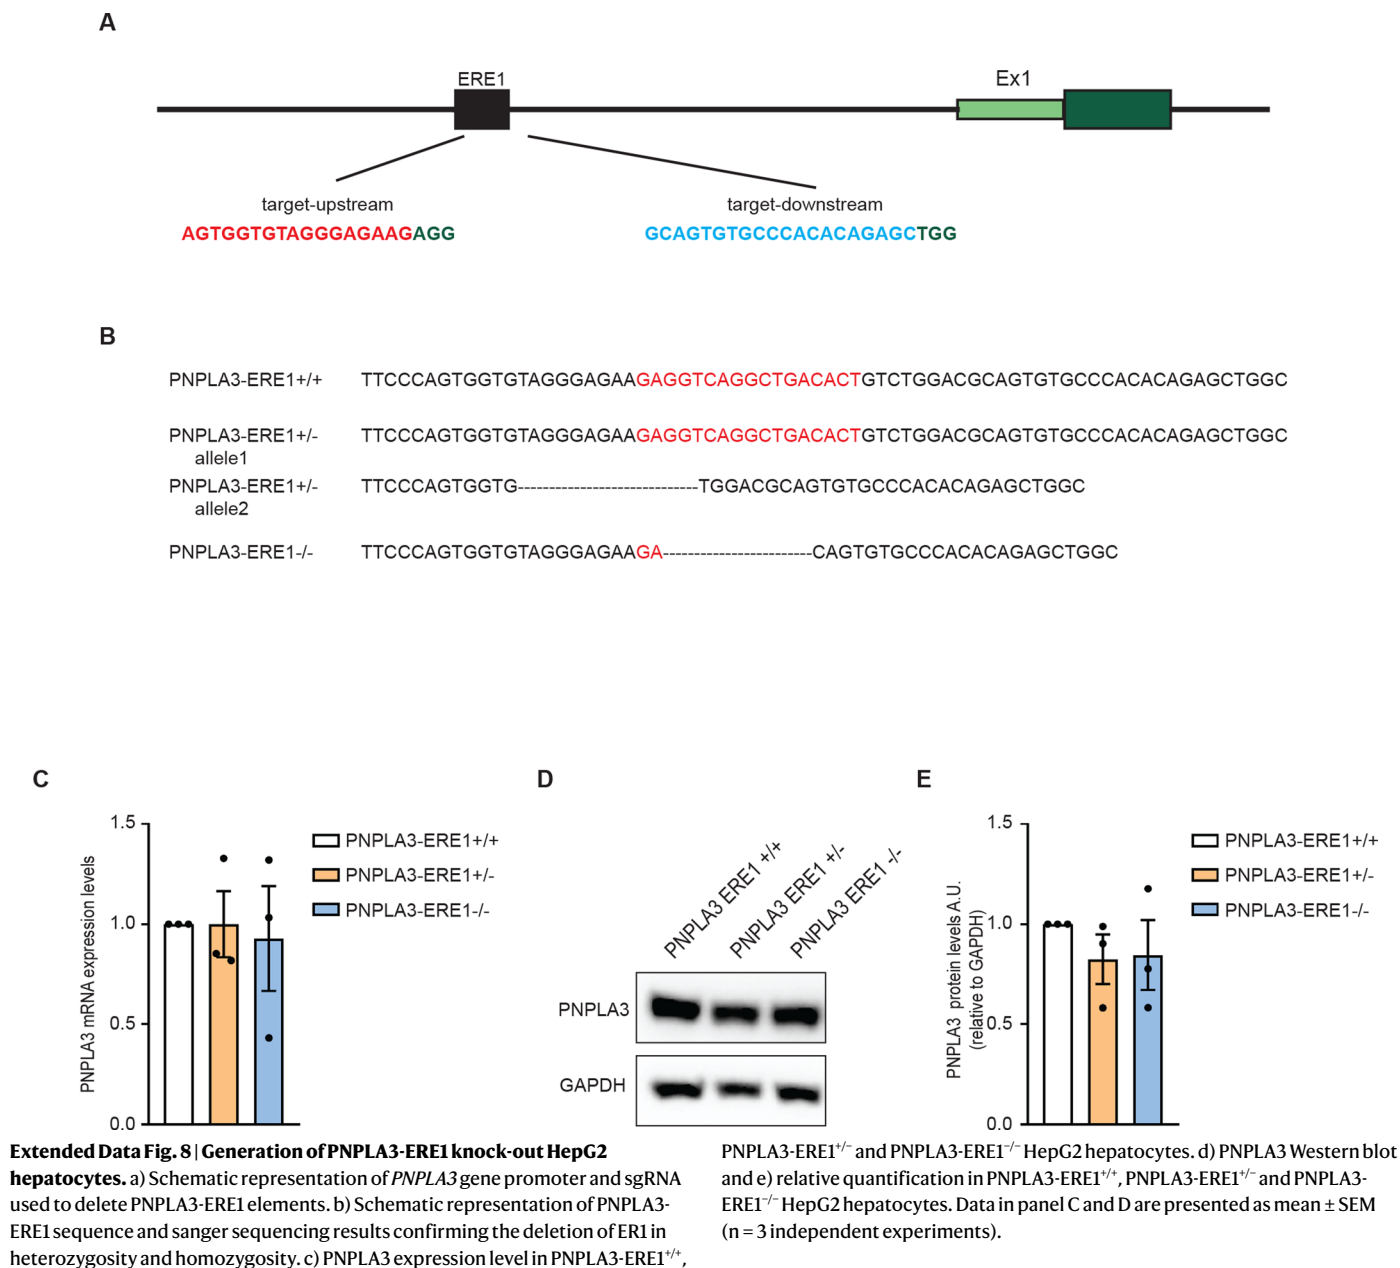 A
ERE1
Ex1
target-upstream
target-downstream
AGTGGTGTAGGGAGAAGAGG
GCAGTGTGCCCACACAGAGCTGG
B
PNPLA3-ERE1+/+ TTCCCAGTGGTGTAGGGAGAAGAGGTCAGGCTGACACTGTCTGGACGCAGTGTGCCCACACAGAGCTGGC
PNPLA3-ERE1+/- TTCCCAGTGGTGTAGGGAGAAGAGGTCAGGCTGACACTGTCTGGACGCAGTGTGCCCACACAGAGCTGGC
allele1
PNPLA3-ERE1+/- TTCCCAGTGGTG-----------------------------TGGACGCAGTGTGCCCACACAGAGCTGGC
allele2
PNPLA3-ERE1-/- TTCCCAGTGGTGTAGGGAGAAGA------------------------CAGTGTGCCCACACAGAGCTGGC
C
PNPLA3 mRNA expression levels
1.5
1.0
0.5
0.0
PNPLA3-ERE1+/+
PNPLA3-ERE1+/-
PNPLA3-ERE1-/-
D
PNPLA3 ERE1 +/+
PNPLA3 ERE1 +/-
PNPLA3 ERE1 -/-
PNPLA3
GAPDH
E
PNPLA3 protein levels A.U.
(relative to GAPDH)
1.5
1.0
0.5
0.0
PNPLA3-ERE1+/+
PNPLA3-ERE1+/-
PNPLA3-ERE1-/-
Extended Data Fig. 8 | Generation of PNPLA3-ERE1 knock-out HepG2
hepatocytes. a) Schematic representation of PNPLA3 gene promoter and sgRNA
used to delete PNPLA3-ERE1 elements. b) Schematic representation of PNPLA3-
ERE1 sequence and sanger sequencing results confirming the deletion of ER1 in
heterozygosity and homozygosity. c) PNPLA3 expression level in PNPLA3-ERE1+/+,
PNPLA3-ERE1+/− and PNPLA3-ERE1−/− HepG2 hepatocytes. d) PNPLA3 Western blot
and e) relative quantification in PNPLA3-ERE1+/+, PNPLA3-ERE1+/− and PNPLA3-
ERE1−/− HepG2 hepatocytes. Data in panel C and D are presented as mean ± SEM
(n = 3 independent experiments).